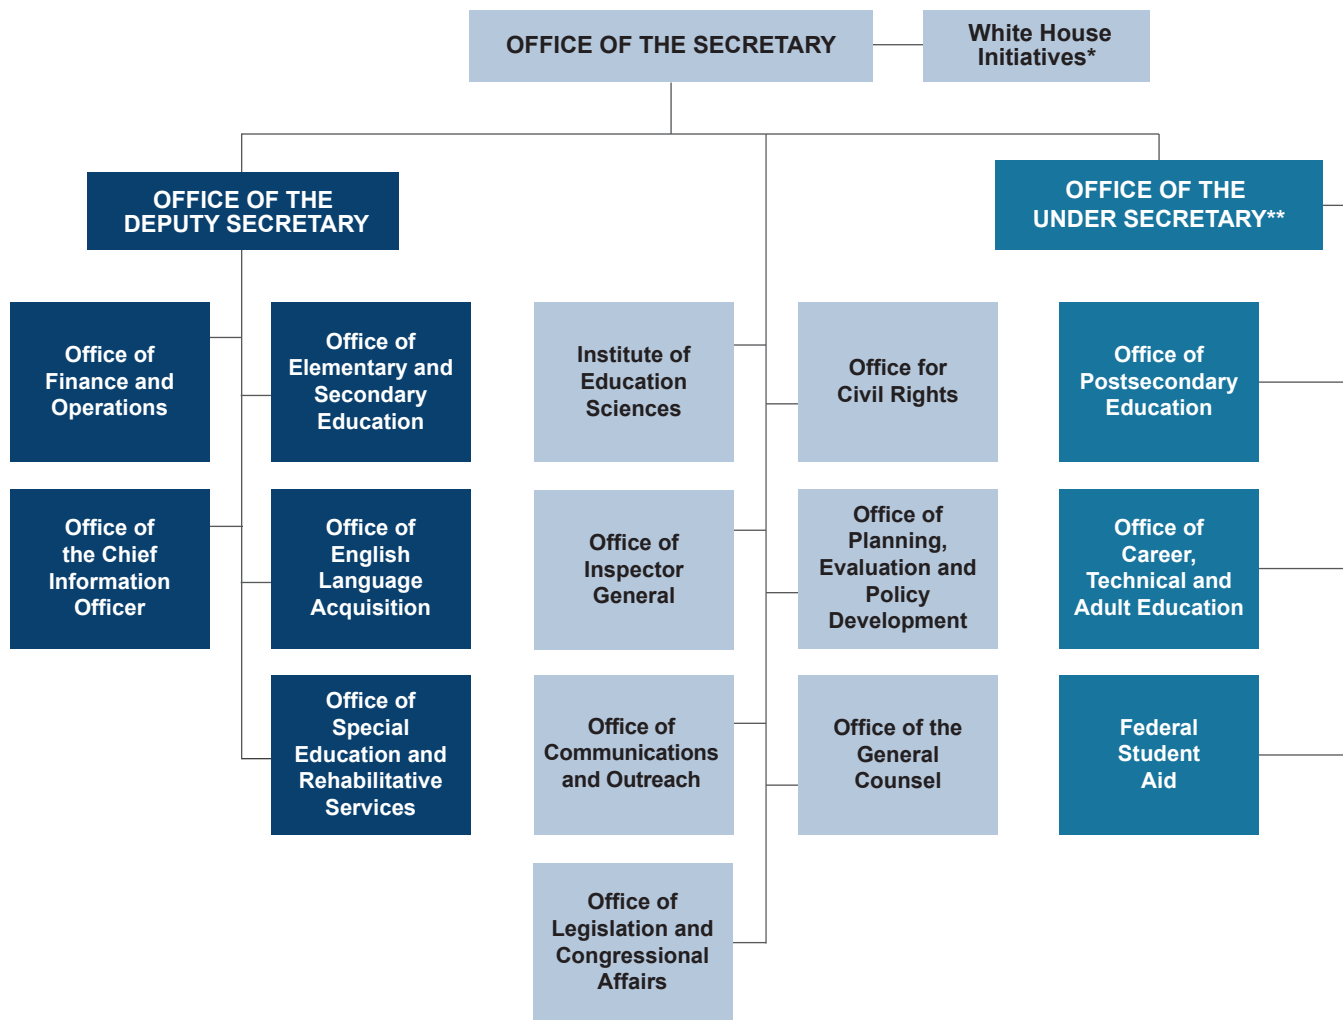 OFFICE OF THE SECRETARY
White House
Initiatives*
OFFICE OF THE
DEPUTY SECRETARY
OFFICE OF THE
UNDER SECRETARY**
Office of
Finance and
Operations
Office of
Elementary and
Secondary
Education
Institute of
Education
Sciences
Office for
Civil Rights
Office of
Postsecondary
Education
Office of
the Chief
Information
Officer
Office of
English
Language
Acquisition
Office of
Inspector
General
Office of
Planning,
Evaluation and
Policy
Development
Office of
Career,
Technical and
Adult Education
Office of
Special
Education and
Rehabilitative
Services
Office of
Communications
and Outreach
Office of the
General
Counsel
Federal
Student
Aid
Office of
Legislation and
Congressional
Affairs